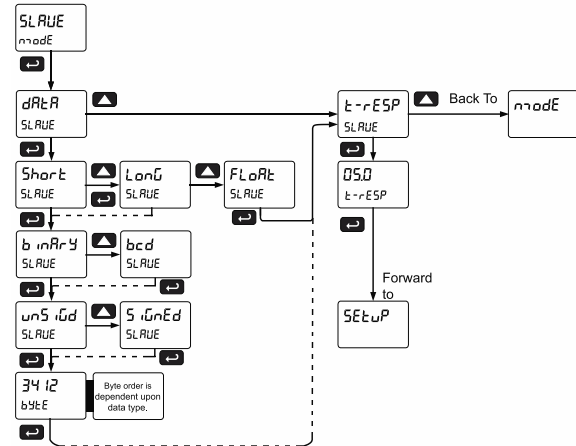 SLAVE
modE
dAtA
SLAVE
t-rESP
SLAVE
Back To
modE
Short
SLAVE
LonG
SLAVE
FLoAt
SLAVE
05.0
t-rESP
binArY
SLAVE
bcd
SLAVE
Forward
to
unSiGd
SLAVE
SiGnEd
SLAVE
SEtuP
3412
bYtE
Byte order is
dependent upon
data type.